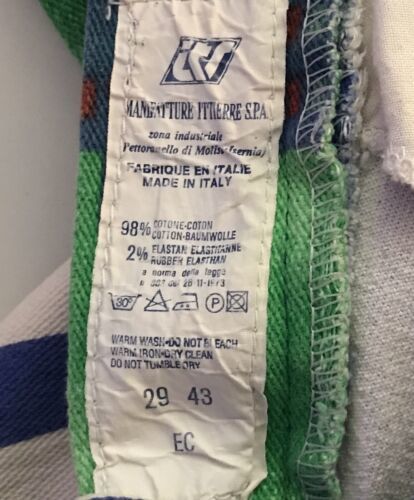 MANIFATTURE ITTIERRE S.P.A.
zona industriale
Pettoranello di Molise (Isernia)
FABRIQUE EN ITALIE
MADE IN ITALY
98% COTONE-COTON
COTTON-BAUMWOLLE
2% ELASTAN ELASTHANNE
RUBBER ELASTHAN
a norma della legge
n 883 del 26-11-1973
30° P
WARM WASH-DO NOT BLEACH
WARM IRON-DRY CLEAN
DO NOT TUMBLE DRY
29 43
EC